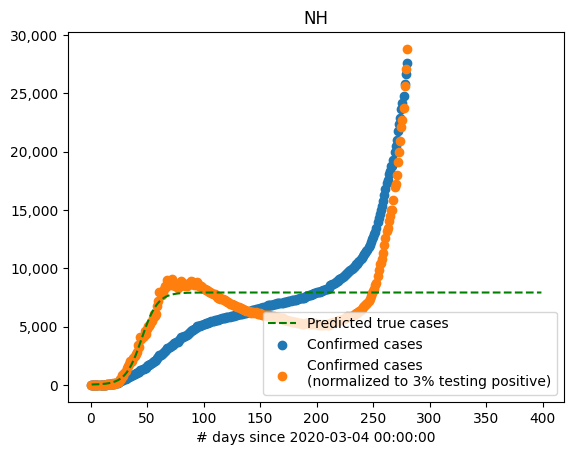 NH
30,000
25,000
20,000
15,000
10,000
5,000
0
Predicted true cases
Confirmed cases
Confirmed cases
(normalized to 3% testing positive)
0 50 100 150 200 250 300 350 400
# days since 2020-03-04 00:00:00